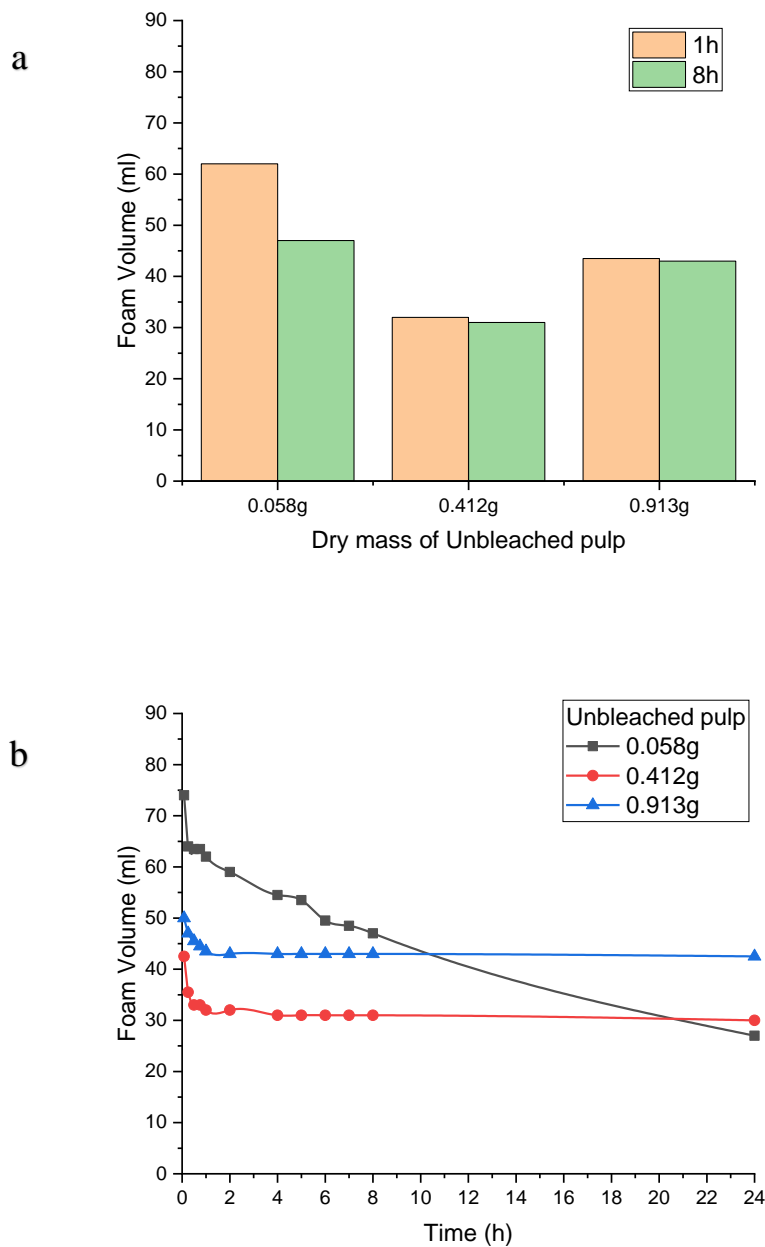 a
90
80
70
60
50
40
30
20
10
0
Foam Volume (ml)
1h
8h
0.058g 0.412g 0.913g
Dry mass of Unbleached pulp
b
90
80
70
60
50
40
30
20
10
0
Foam Volume (ml)
Unbleached pulp
0.058g
0.412g
0.913g
0 2 4 6 8 10 12 14 16 18 20 22 24
Time (h)